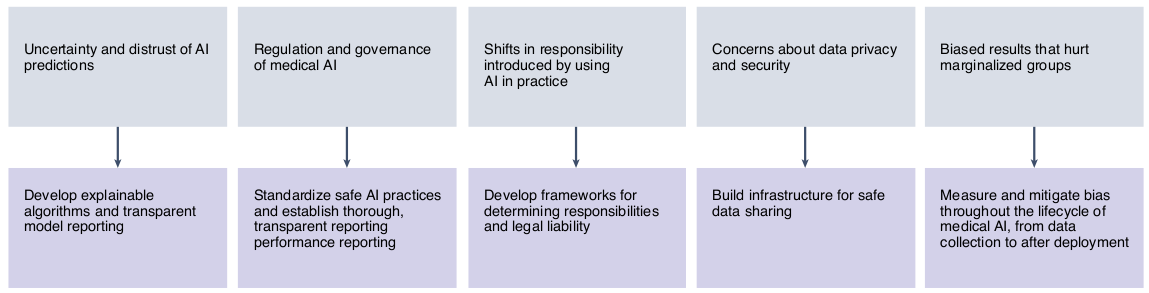 Uncertainty and distrust of AI
predictions
Regulation and governance
of medical AI
Shifts in responsibility
introduced by using
AI in practice
Concerns about data privacy
and security
Biased results that hurt
marginalized groups
Develop explainable
algorithms and transparent
model reporting
Standardize safe AI practices
and establish thorough,
transparent reporting
performance reporting
Develop frameworks for
determining responsibilities
and legal liability
Build infrastructure for safe
data sharing
Measure and mitigate bias
throughout the lifecycle of
medical AI, from data
collection to after deployment